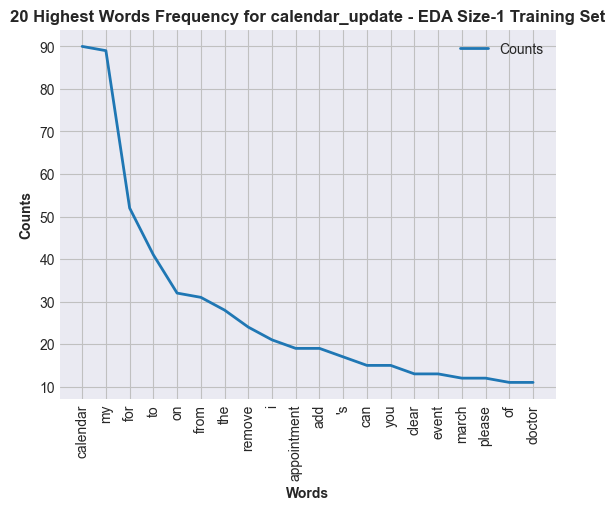 20 Highest Words Frequency for calendar_update - EDA Size-1 Training Set
Counts
90
80
70
60
50
40
30
20
10
Counts
calendar
my
for
to
on
from
the
remove
i
appointment
add
's
can
you
clear
event
march
please
of
doctor
Words